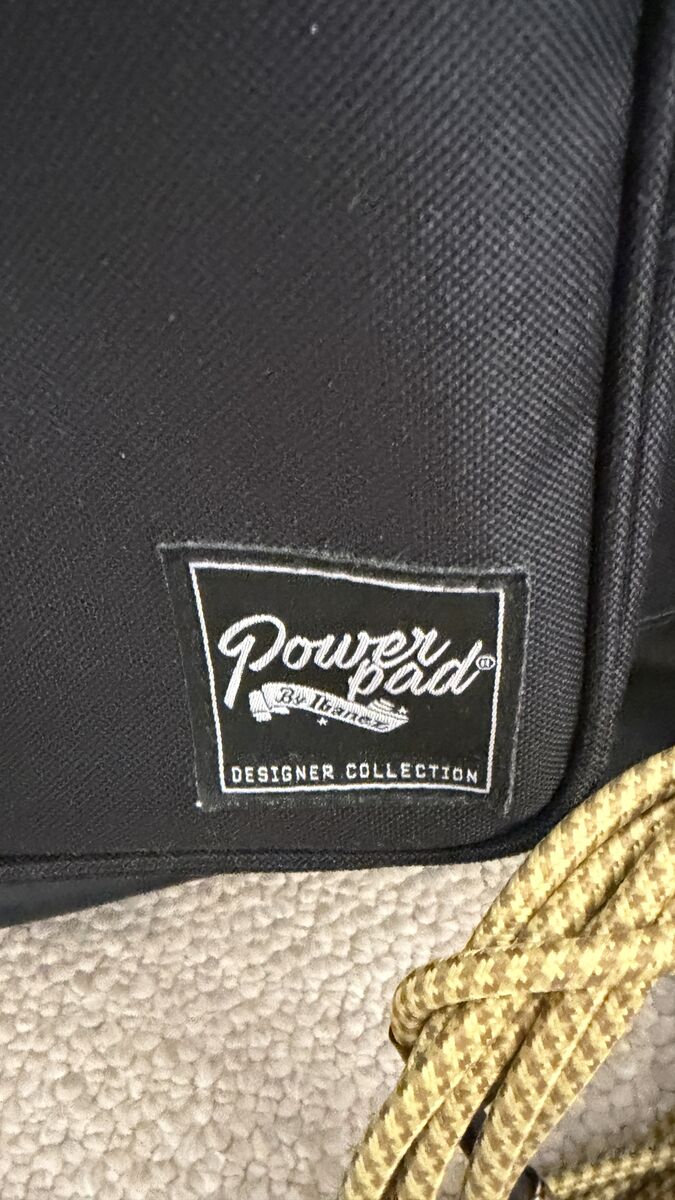 Power
pad®
By Ibanez
DESIGNER COLLECTION